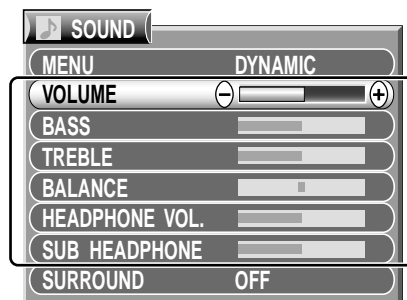 SOUND
MENU DYNAMIC
VOLUME
BASS
TREBLE
BALANCE
HEADPHONE VOL.
SUB HEADPHONE
SURROUND OFF